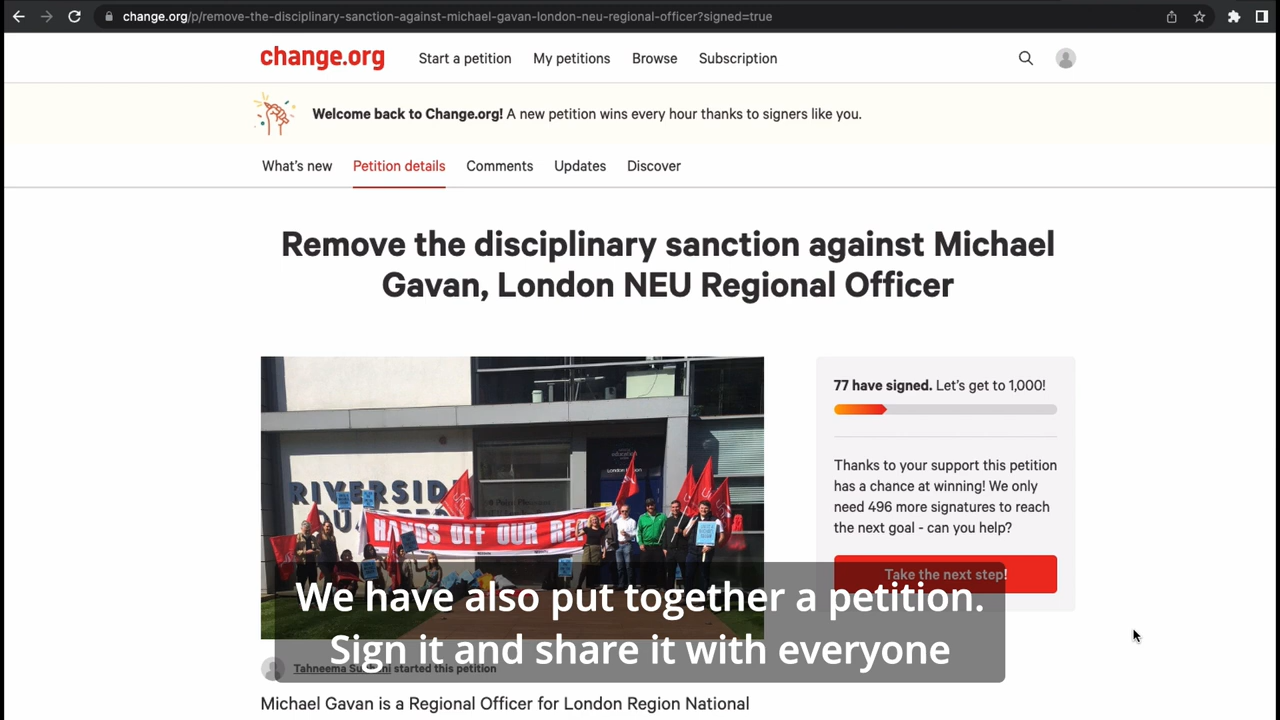 change.org/p/remove-the-disciplinary-sanction-against-michael-gavan-london-neu-regional-officer?signed=true
change.org
Start a petition
My petitions
Browse
Subscription
Welcome back to Change.org! A new petition wins every hour thanks to signers like you.
What's new
Petition details
Comments
Updates
Discover
Remove the disciplinary sanction against Michael
Gavan, London NEU Regional Officer
RIVERSIDE
HANDS OFF OUR
77 have signed. Let's get to 1,000!
Thanks to your support this petition
has a chance at winning! We only
need 496 more signatures to reach
the next goal - can you help?
Take the next step!
We have also put together a petition.
Sign it and share it with everyone
Tahneema started this petition
Michael Gavan is a Regional Officer for London Region National